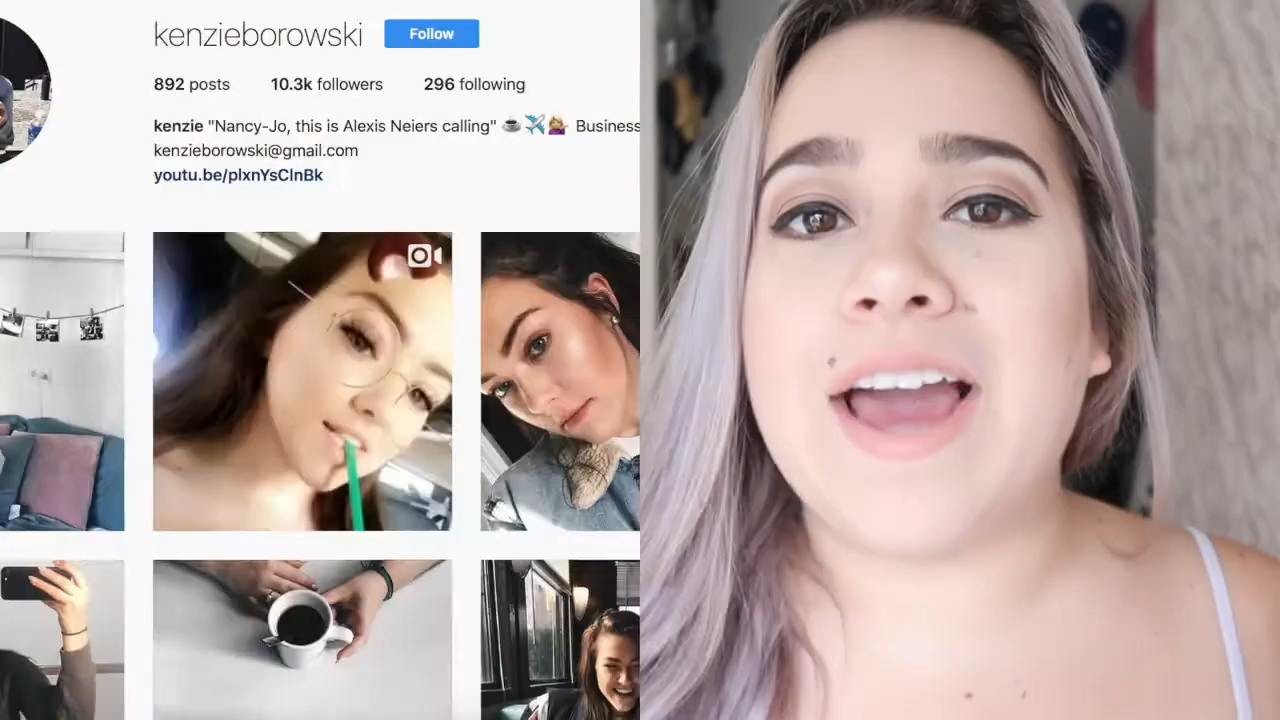 kenzieborowski Follow
892 posts 10.3k followers 296 following
kenzie "Nancy-Jo, this is Alexis Neiers calling" ☕✈️💁🏼 Business
kenzieborowski@gmail.com
youtu.be/plxnYsClnBk